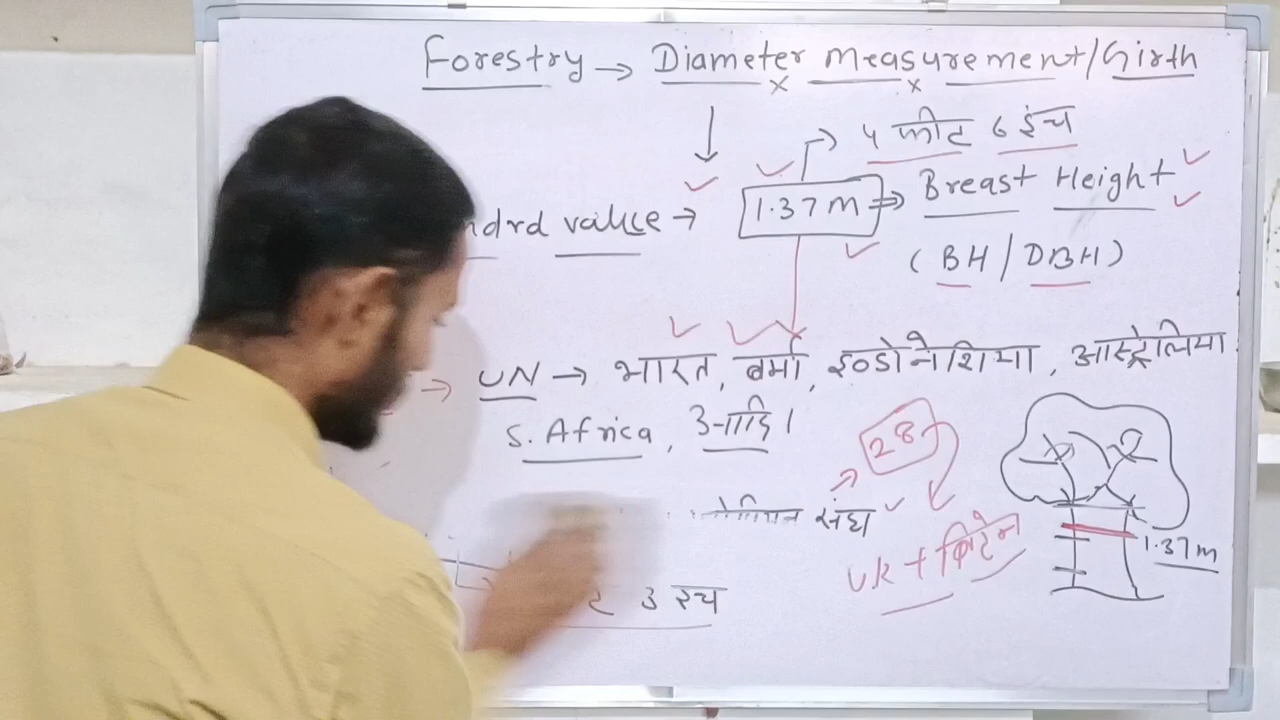 Forestry → Diameter Measurement/Girth
→ 4 फीट 6 इंच
ndrd value → 1.37 m → Breast Height
(BH/DBH)
→ UN → भारत, बर्मा, इण्डोनेशिया, आस्ट्रेलिया
S. Africa, आदि।
28
संघ
UK + ब्रिटेन
1.37 m
3 इंच